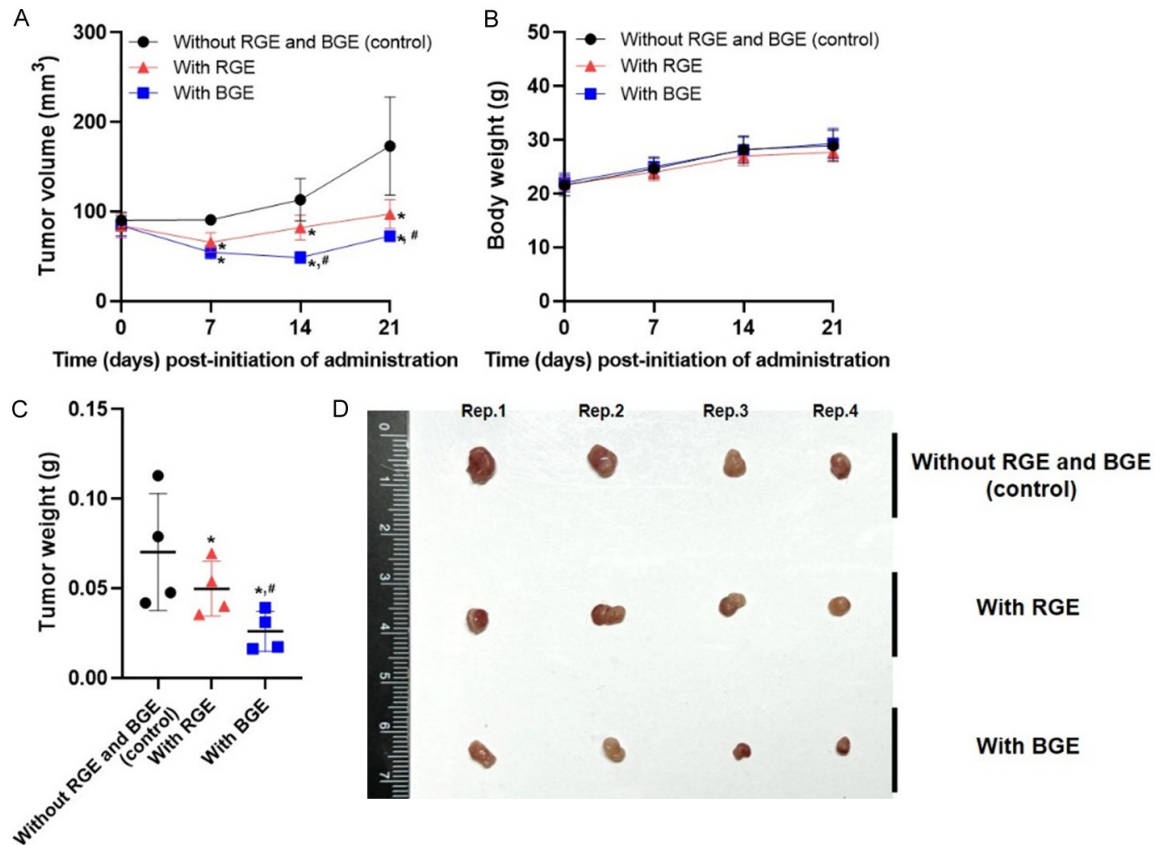 A
300
200
100
0
Tumor volume (mm³)
Without RGE and BGE (control)
With RGE
With BGE
*
*
*
*,#
*
*,#
0 7 14 21
Time (days) post-initiation of administration
B
50
40
30
20
10
0
Body weight (g)
Without RGE and BGE (control)
With RGE
With BGE
0 7 14 21
Time (days) post-initiation of administration
C
0.15
0.10
0.05
0.00
Tumor weight (g)
*
*,#
Without RGE and BGE
(control)
With RGE
With BGE
D
Rep.1 Rep.2 Rep.3 Rep.4
0
1
2
3
4
5
6
7
Without RGE and BGE
(control)
With RGE
With BGE